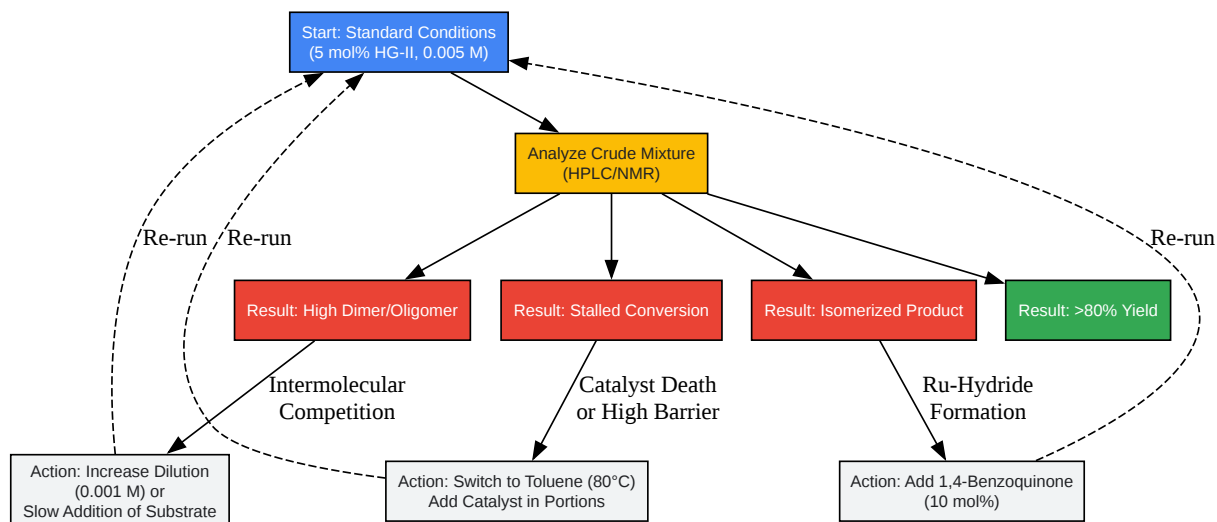 Start: Standard Conditions
(5 mol% HG-II, 0.005 M)
Analyze Crude Mixture
(HPLC/NMR)
Re-run
Re-run
Re-run
Result: High Dimer/Oligomer
Result: Stalled Conversion
Result: Isomerized Product
Result: >80% Yield
Intermolecular
Competition
Catalyst Death
or High Barrier
Ru-Hydride
Formation
Action: Increase Dilution
(0.001 M) or
Slow Addition of Substrate
Action: Switch to Toluene (80°C)
Add Catalyst in Portions
Action: Add 1,4-Benzoquinone
(10 mol%)